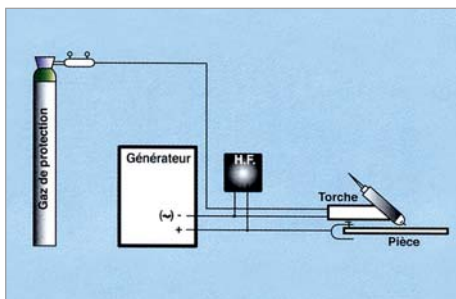 Gaz de protection
Générateur
H.F.
(~) -
+
Torche
Pièce